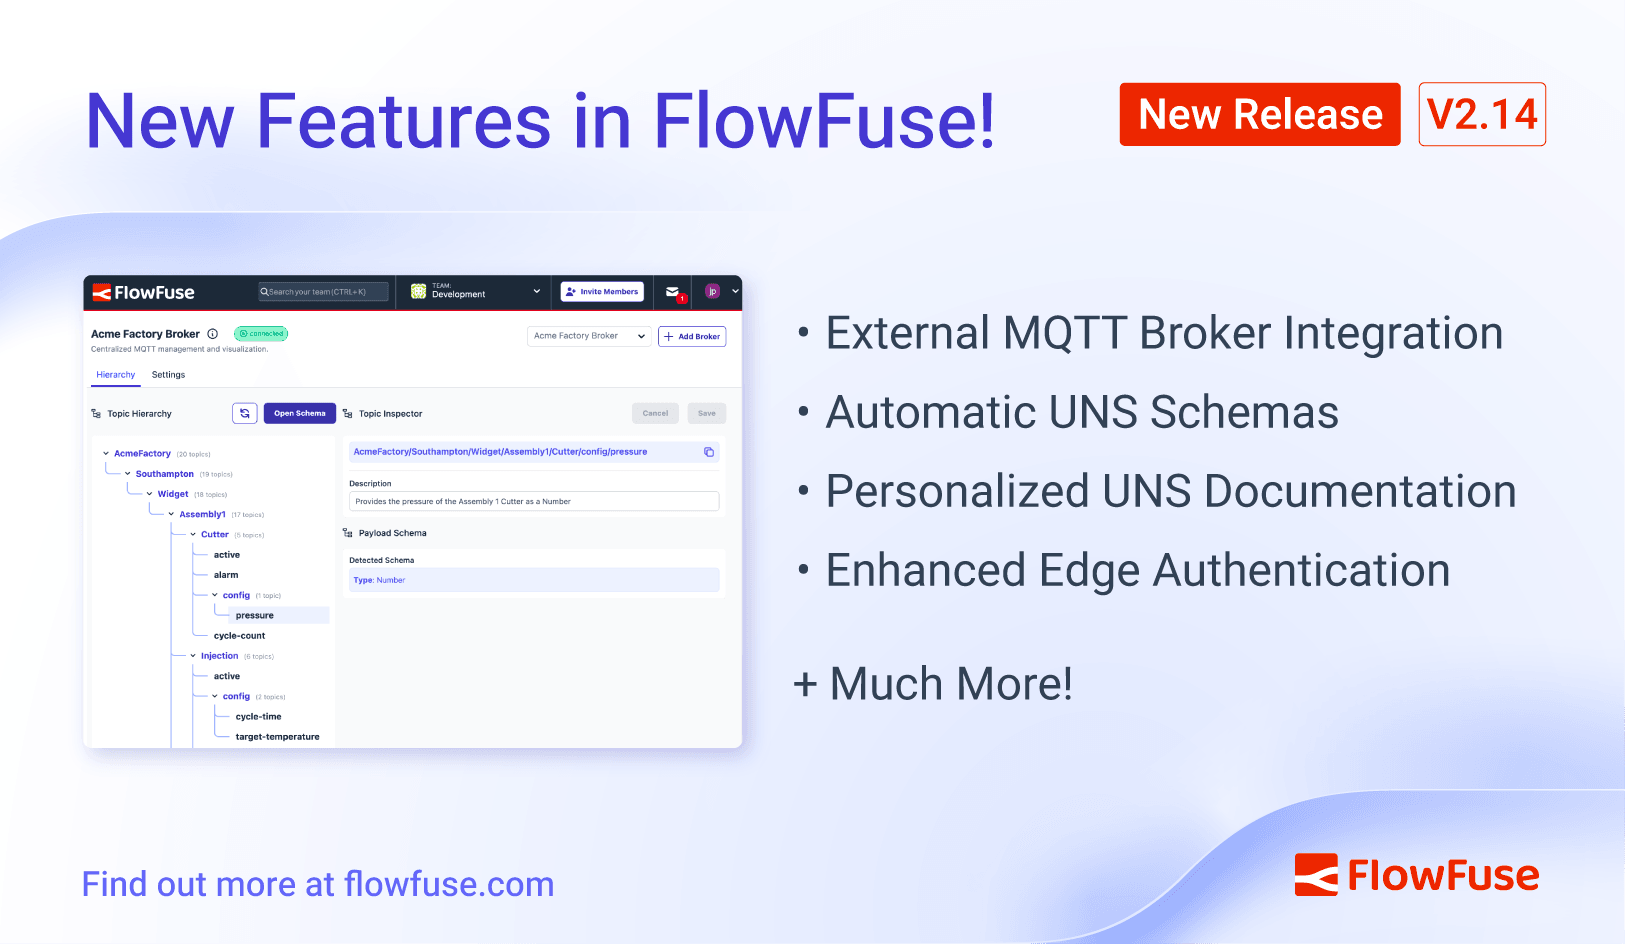 New Features in FlowFuse!
New Release
V2.14
FlowFuse
Search your team (CTRL+K)
TEAM:
Development
Invite Members
1
jp
Acme Factory Broker
connected
Centralized MQTT management and visualization.
Acme Factory Broker
Add Broker
Hierarchy
Settings
Topic Hierarchy
Open Schema
Topic Inspector
Cancel
Save
AcmeFactory (20 topics)
Southampton (19 topics)
Widget (18 topics)
Assembly1 (17 topics)
Cutter (5 topics)
active
alarm
config (1 topic)
pressure
cycle-count
Injection (6 topics)
active
config (2 topics)
cycle-time
target-temperature
AcmeFactory/Southampton/Widget/Assembly1/Cutter/config/pressure
Description
Provides the pressure of the Assembly 1 Cutter as a Number
Payload Schema
Detected Schema
Type: Number
• External MQTT Broker Integration
• Automatic UNS Schemas
• Personalized UNS Documentation
• Enhanced Edge Authentication
+ Much More!
Find out more at flowfuse.com
FlowFuse